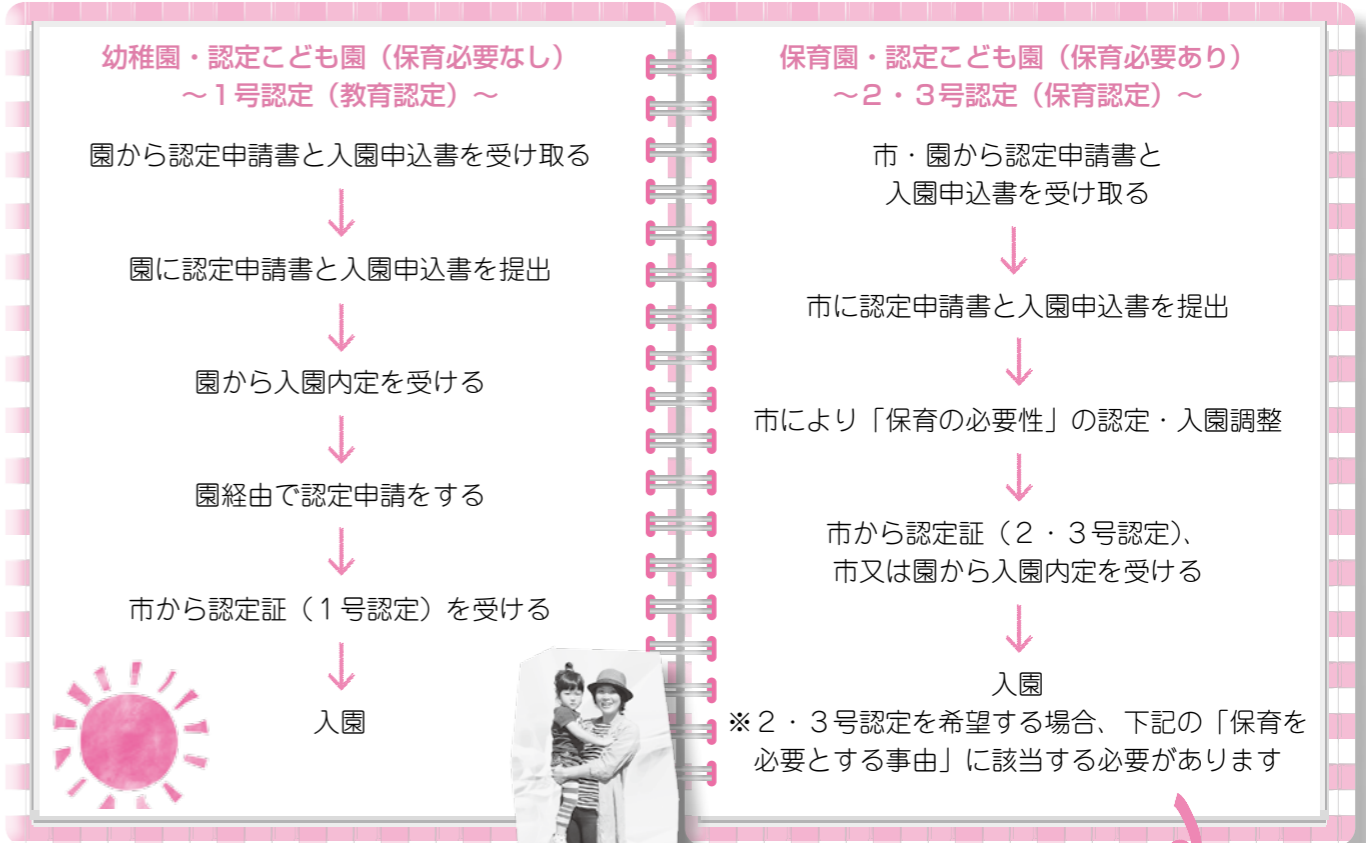 幼稚園・認定こども園（保育必要なし）
～１号認定（教育認定）～
園から認定申請書と入園申込書を受け取る
園に認定申請書と入園申込書を提出
園から入園内定を受ける
園経由で認定申請をする
市から認定証（１号認定）を受ける
入園
保育園・認定こども園（保育必要あり）
～２・３号認定（保育認定）～
市・園から認定申請書と
入園申込書を受け取る
市に認定申請書と入園申込書を提出
市により「保育の必要性」の認定・入園調整
市から認定証（２・３号認定）、
市又は園から入園内定を受ける
入園
※２・３号認定を希望する場合、下記の「保育を
必要とする事由」に該当する必要があります